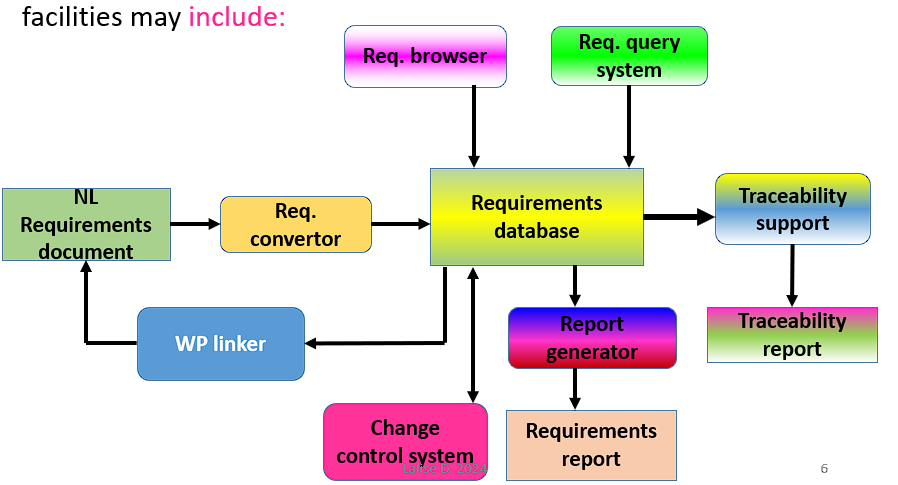 facilities may include:
Req. browser
Req. query
system
NL
Requirements
document
Req.
convertor
Requirements
database
Traceability
support
WP linker
Report
generator
Traceability
report
Change
control system
Requirements
report
6